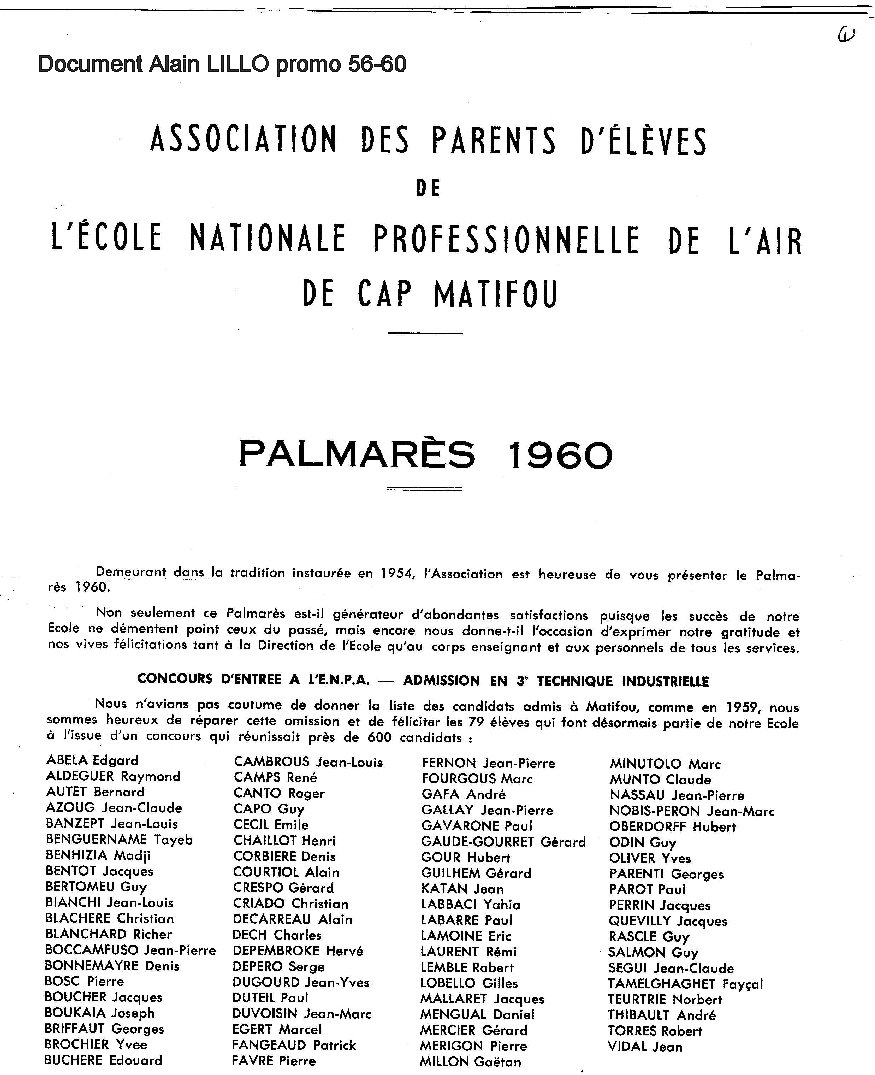 Document Alain LILLO promo 56-60
ASSOCIATION DES PARENTS D'ÉLÈVES
DE
L'ÉCOLE NATIONALE PROFESSIONNELLE DE L'AIR
DE CAP MATIFOU
PALMARÈS 1960
Demeurant dans la tradition instaurée en 1954, l'Association est heureuse de vous présenter le Palma-
rès 1960.
Non seulement ce Palmarès est-il générateur d'abondantes satisfactions puisque les succès de notre
Ecole ne démentent point ceux du passé, mais encore nous donne-t-il l'occasion d'exprimer notre gratitude et
nos vives félicitations tant à la Direction de l'Ecole qu'au corps enseignant et aux personnels de tous les services.
CONCOURS D'ENTREE A L'E.N.P.A. — ADMISSION EN 3e TECHNIQUE INDUSTRIELLE
Nous n'avions pas coutume de donner la liste des candidats admis à Matifou, comme en 1959, nous
sommes heureux de réparer cette omission et de féliciter les 79 élèves qui font désormais partie de notre Ecole
à l'issue d'un concours qui réunissait près de 600 candidats :
ABELA Edgard
ALDEGUER Raymond
AUTET Bernard
AZOUG Jean-Claude
BANZEPT Jean-Louis
BENGUERNAME Tayeb
BENHIZIA Madji
BENTOT Jacques
BERTOMEU Guy
BIANCHI Jean-Louis
BLACHERE Christian
BLANCHARD Richer
BOCCAMFUSO Jean-Pierre
BONNEMAYRE Denis
BOSC Pierre
BOUCHER Jacques
BOUKAIA Joseph
BRIFFAUT Georges
BROCHIER Yvee
BUCHERE Edouard
CAMBROUS Jean-Louis
CAMPS René
CANTO Roger
CAPO Guy
CECIL Emile
CHAILLOT Henri
CORBIERE Denis
COURTIOL Alain
CRESPO Gérard
CRIADO Christian
DECARREAU Alain
DECH Charles
DEPEMBROKE Hervé
DEPERO Serge
DUGOURD Jean-Yves
DUTEIL Paul
DUVOISIN Jean-Marc
EGERT Marcel
FANGEAUD Patrick
FAVRE Pierre
FERNON Jean-Pierre
FOURGOUS Marc
GAFA André
GALLAY Jean-Pierre
GAVARONE Paul
GAUDE-GOURRET Gérard
GOUR Hubert
GUILHEM Gérard
KATAN Jean
LABBACI Yahia
LABARRE Paul
LAMOINE Eric
LAURENT Rémi
LEMBLE Robert
LOBELLO Gilles
MALLARET Jacques
MENGUAL Daniel
MERCIER Gérard
MERIGON Pierre
MILLON Gaëtan
MINUTOLO Marc
MUNTO Claude
NASSAU Jean-Pierre
NOBIS-PERON Jean-Marc
OBERDORFF Hubert
ODIN Guy
OLIVER Yves
PARENTI Georges
PAROT Paul
PERRIN Jacques
QUEVILLY Jacques
RASCLE Guy
SALMON Guy
SEGUI Jean-Claude
TAMELGHAGHET Fayçal
TEURTRIE Norbert
THIBAULT André
TORRES Robert
VIDAL Jean